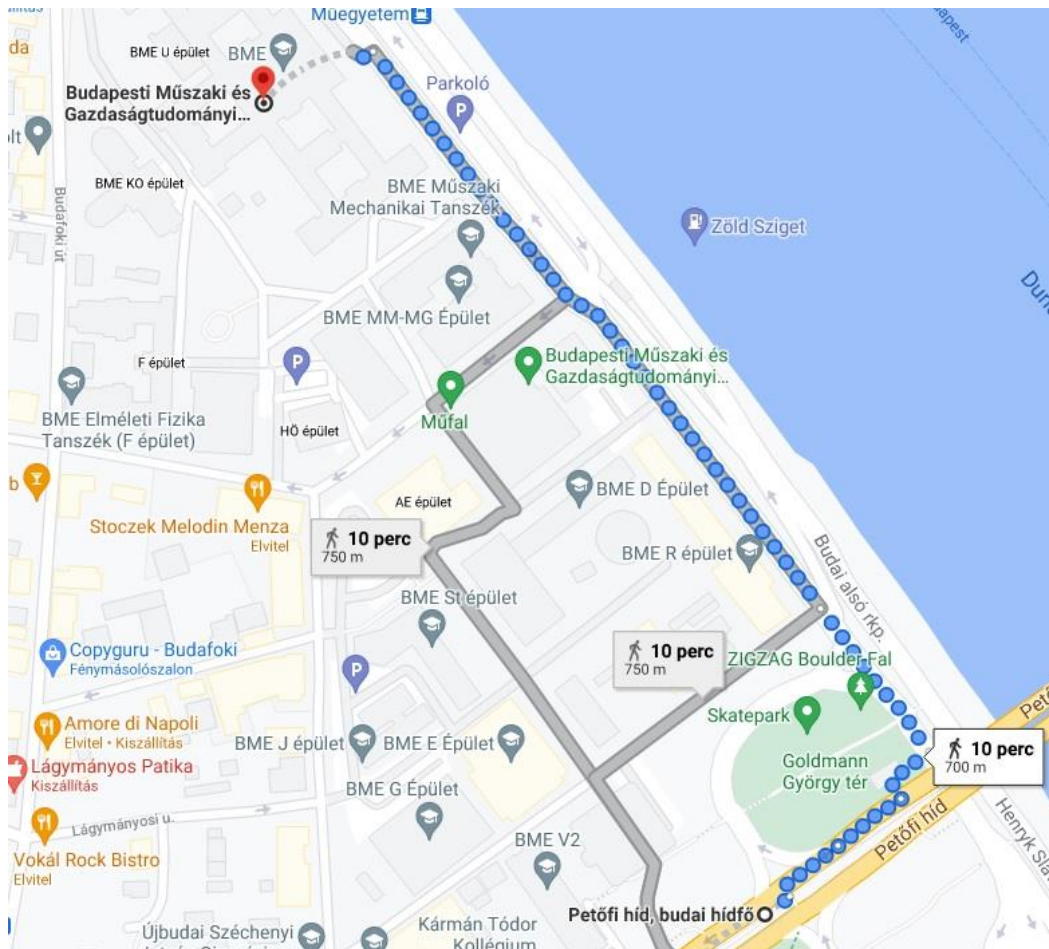 Műegyetem
BME U épület
BME
Budapesti Műszaki és
Gazdaságtudományi...
Parkoló
P
BME KO épület
BME Műszaki
Mechanikai Tanszék
Budafoki út
Zöld Sziget
BME MM-MG Épület
F épület
P
Budapesti Műszaki és
Gazdaságtudományi...
BME Elméleti Fizika
Tanszék (F épület)
HÖ épület
Műfal
Stoczek Melodin Menza
Elvitel
AE épület
BME D Épület
10 perc
750 m
BME R épület
Budai alsó rkp.
BME St épület
Copyguru - Budafoki
Fénymásolószalon
P
10 perc
750 m
ZIGZAG Boulder Fal
Skatepark
Amore di Napoli
Elvitel • Kiszállítás
BME J épület
BME E Épület
Goldmann
György tér
10 perc
700 m
Lágymányos Patika
Kiszállítás
BME G Épület
Lágymányosi u.
Petőfi híd
Henryk
Vokál Rock Bistro
Elvitel
BME V2
Petőfi híd, budai hídfő
Újbudai Széchenyi
Kármán Tódor
Kollégium